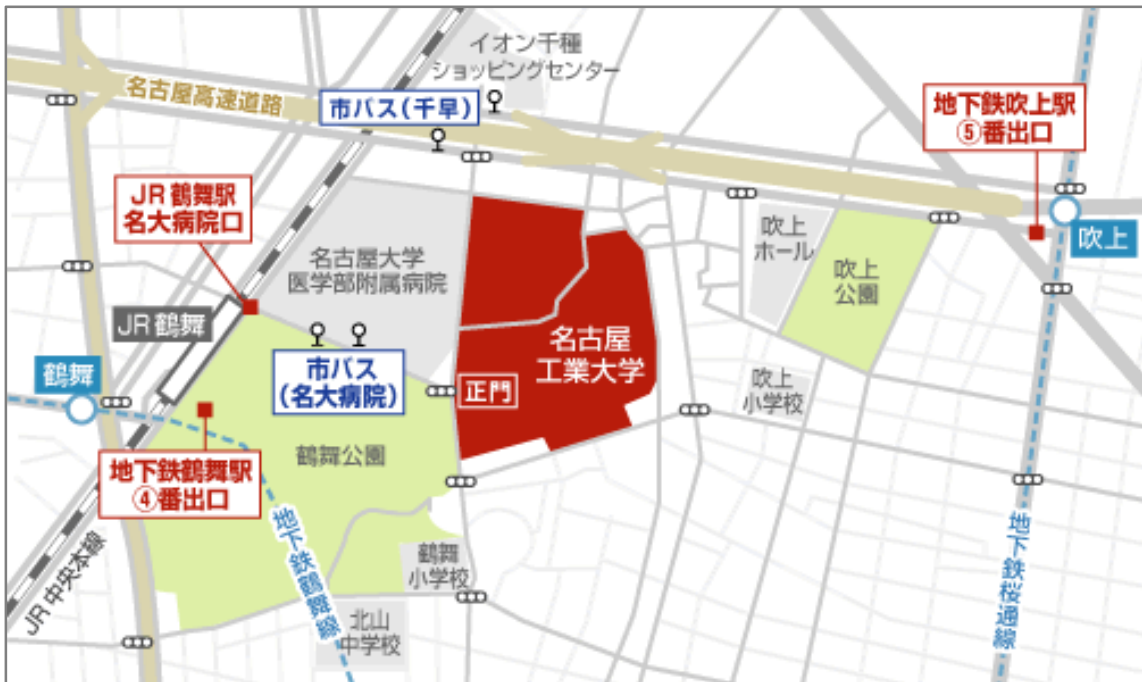 イオン千種
ショッピングセンター
名古屋高速道路
市バス(千早)
地下鉄吹上駅
⑤番出口
JR 鶴舞駅
名大病院口
吹上
ホール
吹上
名古屋大学
医学部附属病院
吹上
公園
JR 鶴舞
名古屋
工業大学
鶴舞
市バス
(名大病院)
正門
吹上
小学校
鶴舞公園
地下鉄鶴舞駅
④番出口
地下鉄鶴舞線
地下鉄桜通線
鶴舞
小学校
JR 中央本線
北山
中学校